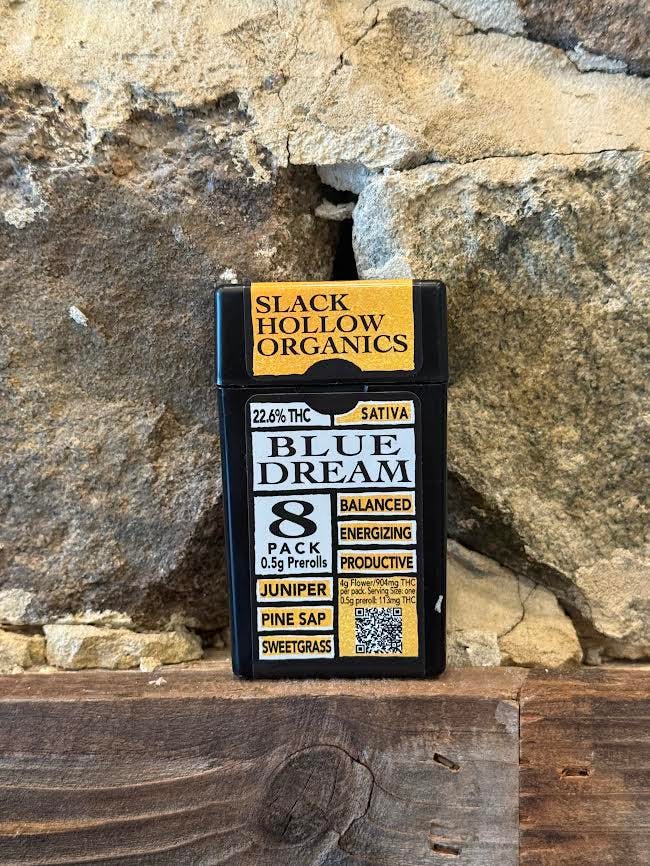 SLACK
HOLLOW
ORGANICS
22.6% THC
SATIVA
BLUE
DREAM
8
PACK
0.5g Prerolls
BALANCED
ENERGIZING
PRODUCTIVE
JUNIPER
PINE SAP
SWEETGRASS
4g Flower/904mg THC
per pack. Serving Size: one
0.5g preroll: 113mg THC